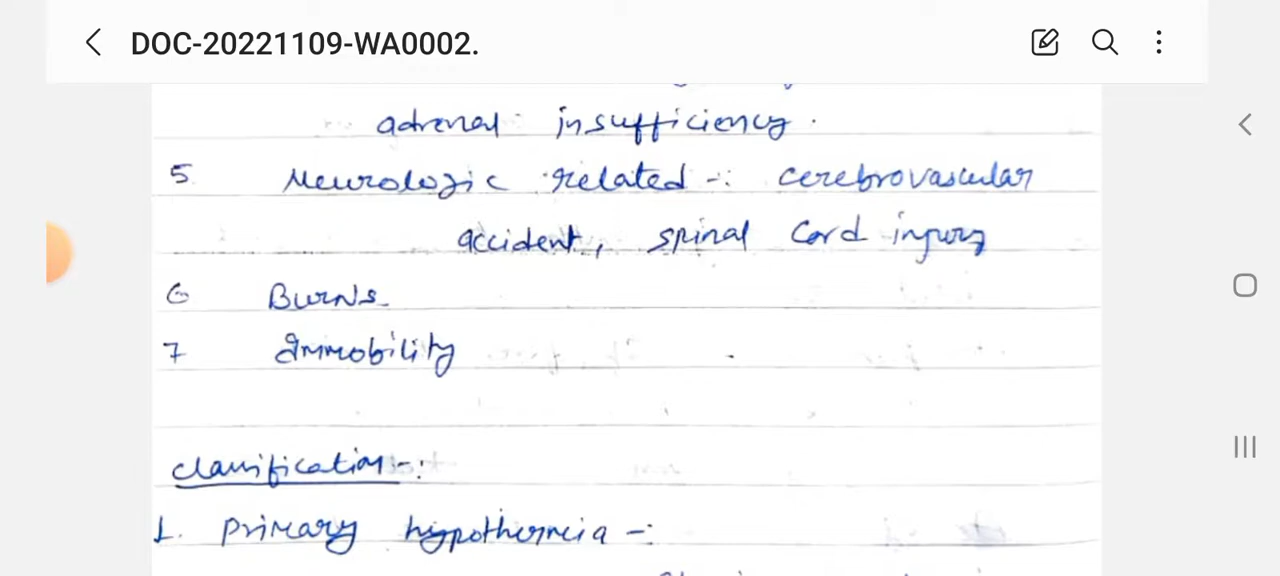 DOC-20221109-WA0002.
adrenal insufficiency.
5 Neurologic related -: cerebrovascular
accident, spinal cord injury
6 Burns
7 Immobility
classification -:
1. primary hypothermia -: